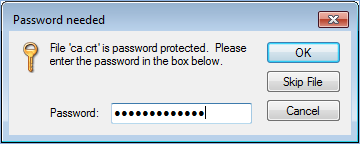 Password needed
File 'ca.crt' is password protected. Please
enter the password in the box below.
OK
Skip File
Password: ●●●●●●●●●●●●●
Cancel